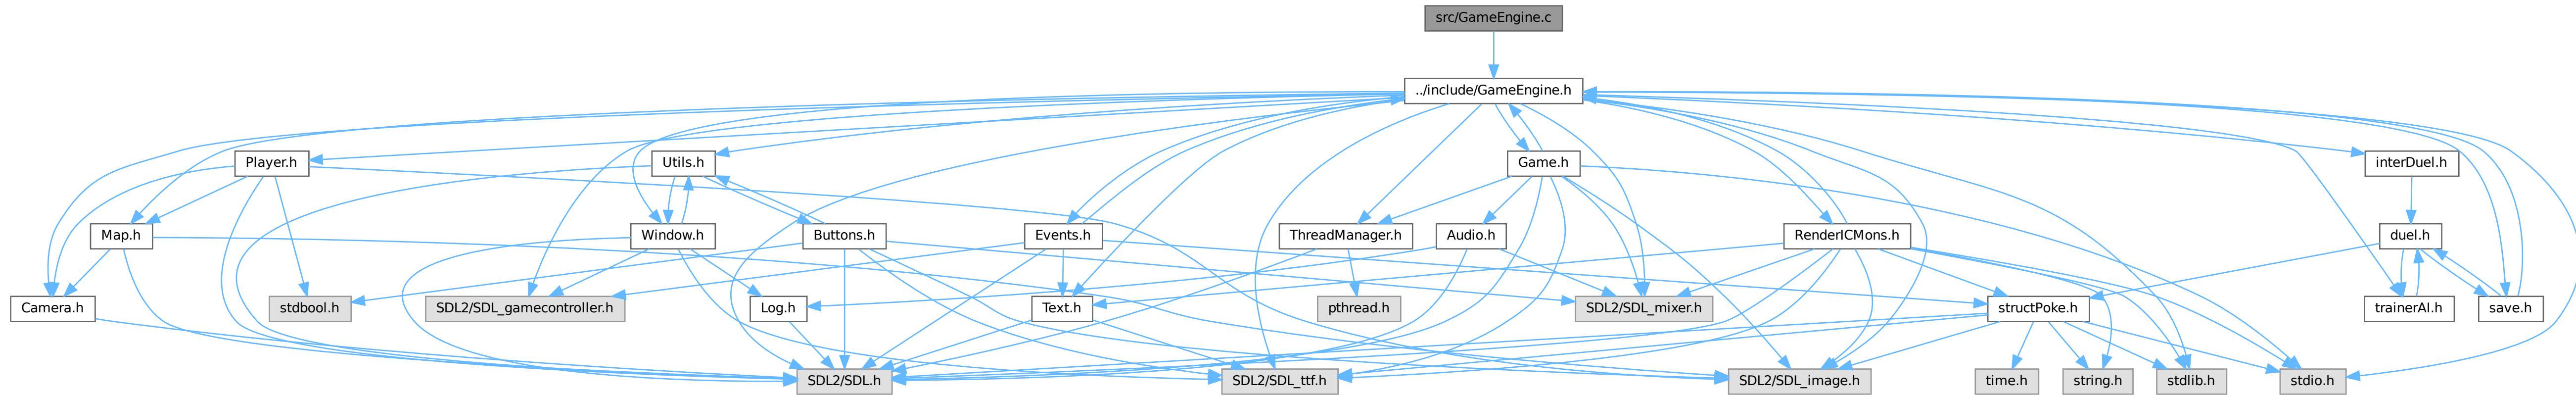 src/GameEngine.c
../include/GameEngine.h
Player.h
Utils.h
Game.h
interDuel.h
Map.h
Window.h
Buttons.h
Events.h
ThreadManager.h
Audio.h
RenderICMons.h
duel.h
Camera.h
stdbool.h
SDL2/SDL_gamecontroller.h
Log.h
Text.h
pthread.h
SDL2/SDL_mixer.h
structPoke.h
trainerAI.h
save.h
SDL2/SDL.h
SDL2/SDL_ttf.h
SDL2/SDL_image.h
time.h
string.h
stdlib.h
stdio.h